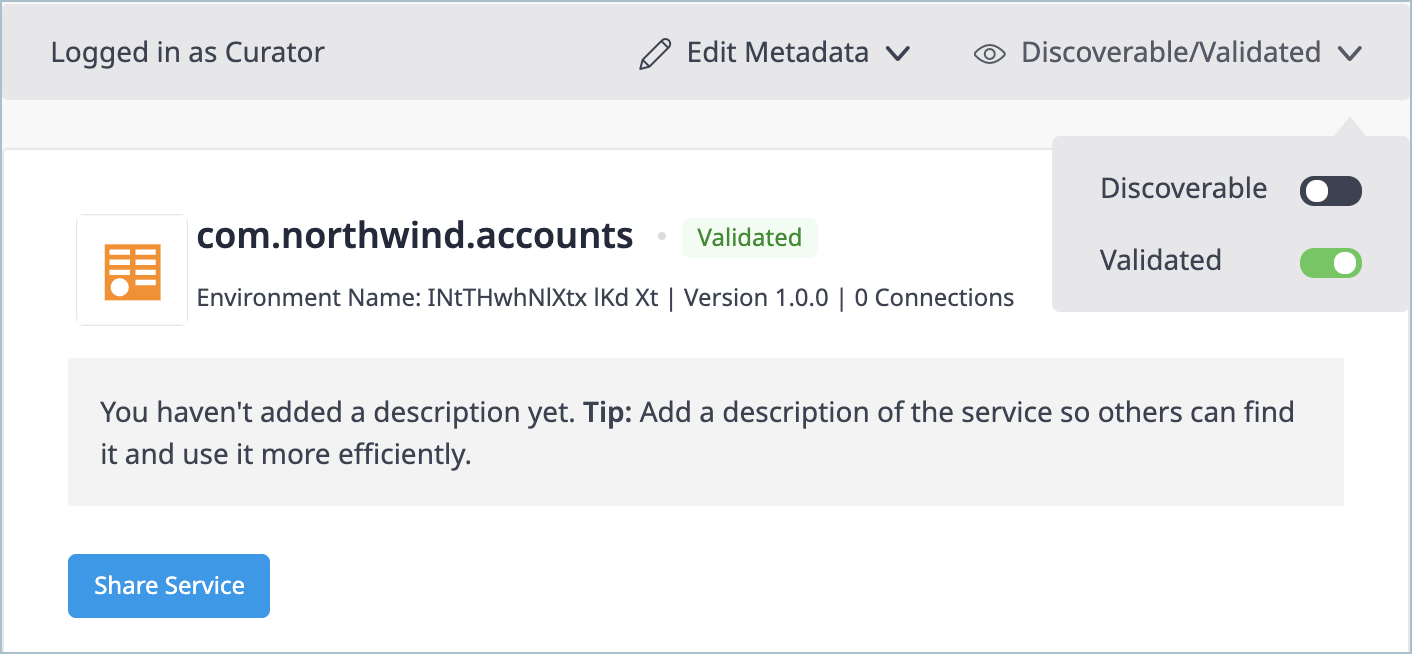 Logged in as Curator
Edit Metadata
Discoverable/Validated
Discoverable
Validated
com.northwind.accounts
Validated
Environment Name: INtTHwhNlXtx lKd Xt | Version 1.0.0 | 0 Connections
You haven't added a description yet. Tip: Add a description of the service so others can find
it and use it more efficiently.
Share Service